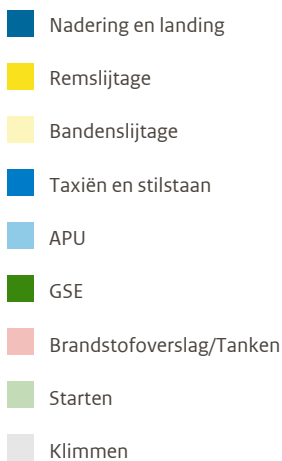 Nadering en landing
Remslijtage
Bandenslijtage
Taxiën en stilstaan
APU
GSE
Brandstofoverslag/Tanken
Starten
Klimmen